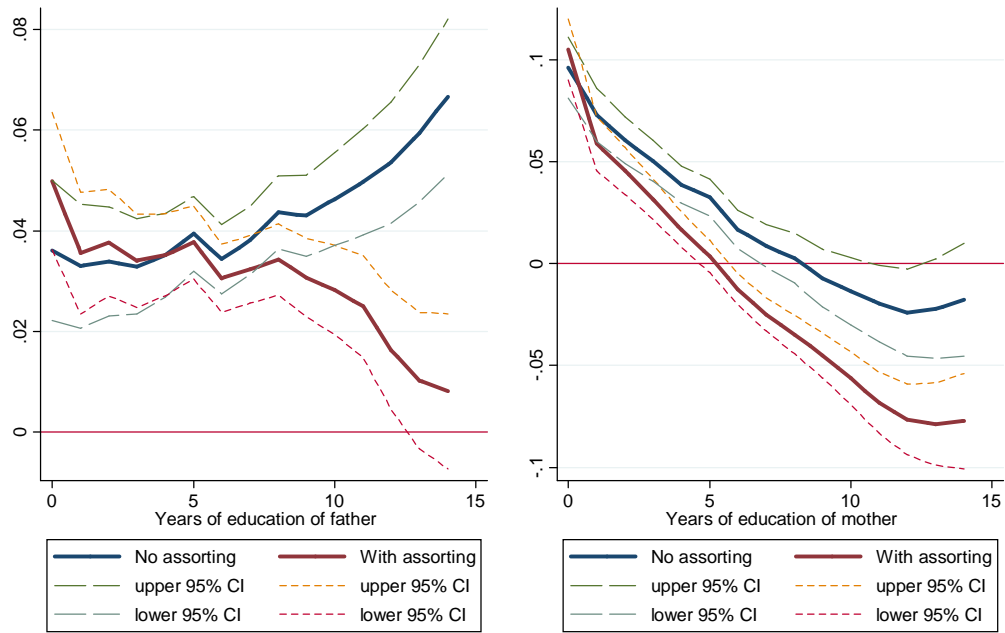 .08
.06
.04
.02
0
0 5 10 15
Years of education of father
No assorting With assorting
upper 95% CI upper 95% CI
lower 95% CI lower 95% CI
.1
.05
0
-.05
-.1
0 5 10 15
Years of education of mother
No assorting With assorting
upper 95% CI upper 95% CI
lower 95% CI lower 95% CI